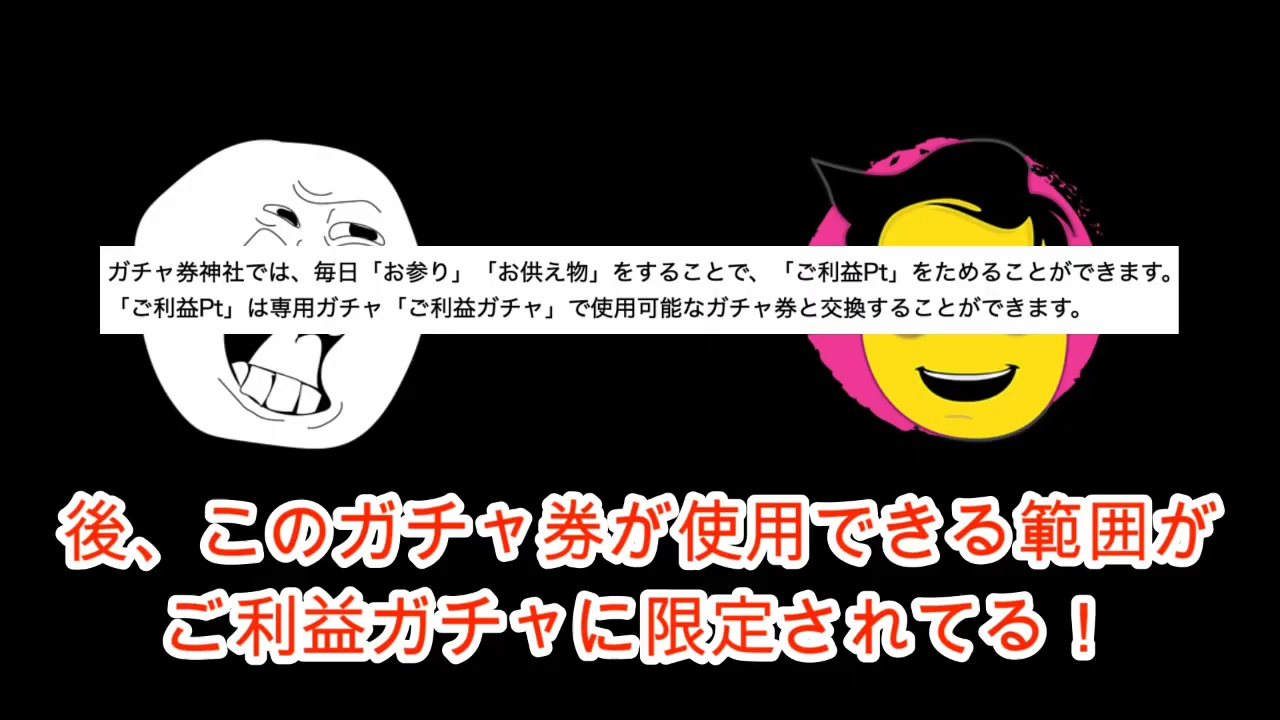 ガチャ券神社では、毎日「お参り」「お供え物」をすることで、「ご利益Pt」をためることができます。
「ご利益Pt」は専用ガチャ「ご利益ガチャ」で使用可能なガチャ券と交換することができます。
後、このガチャ券が使用できる範囲が
ご利益ガチャに限定されてる！